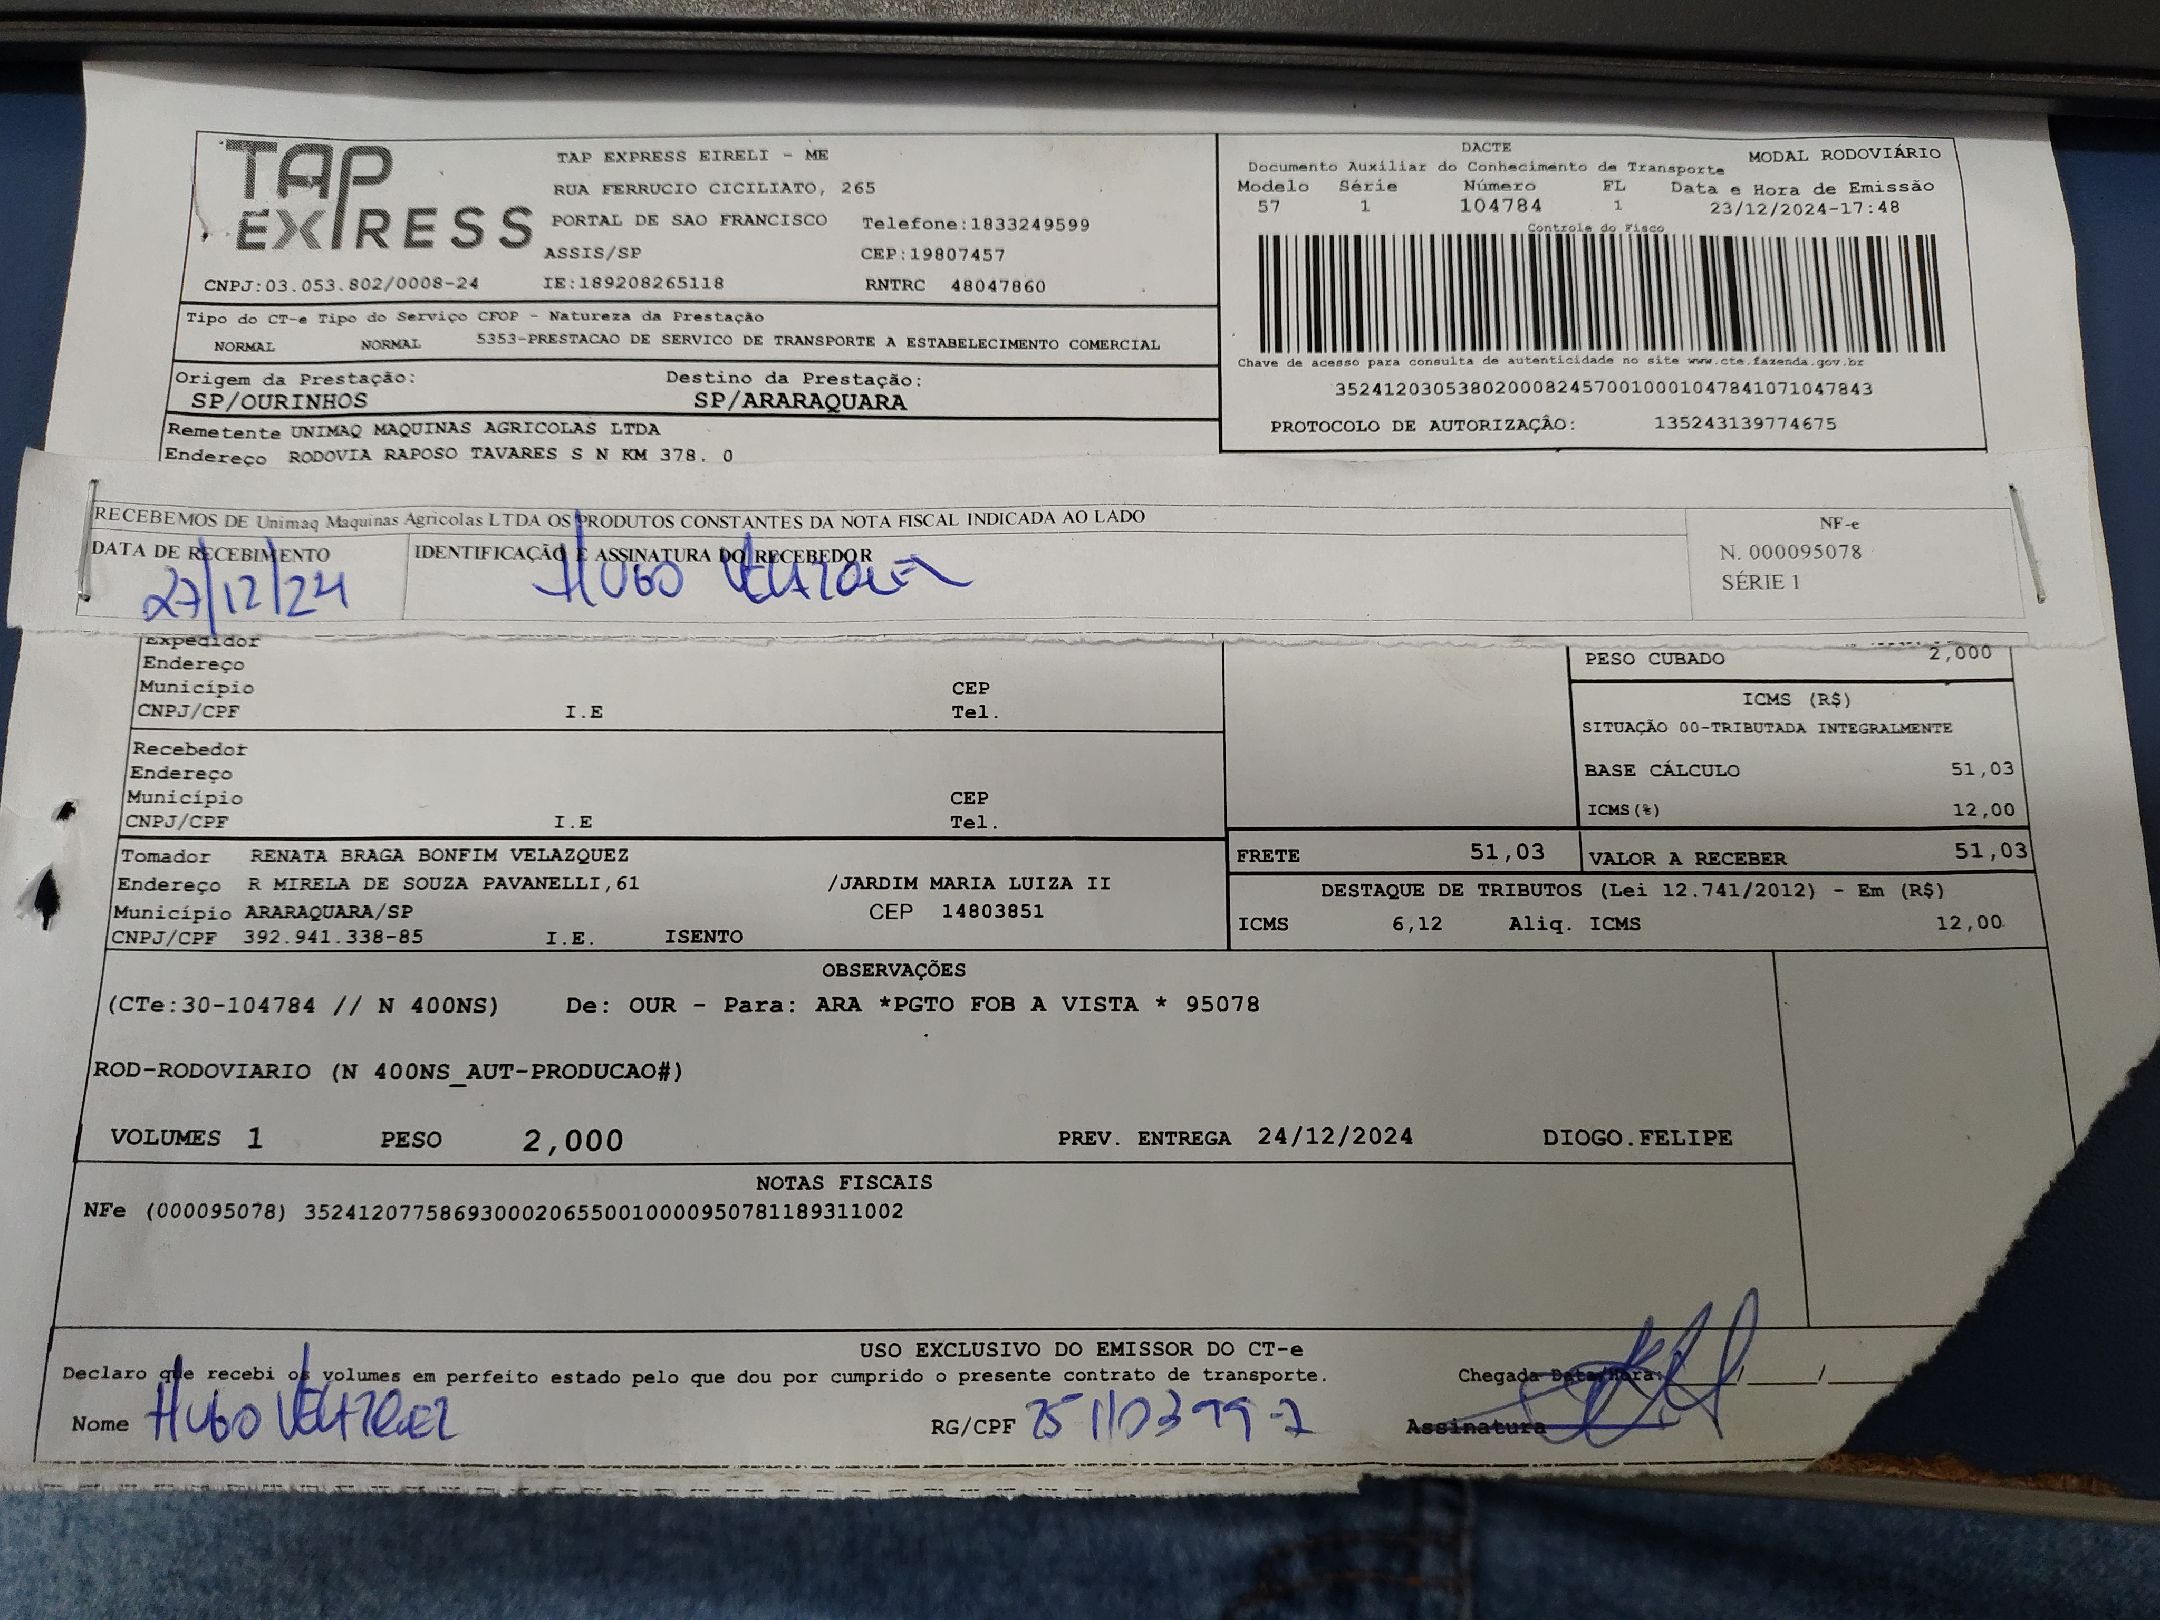 TAP EXPRESS
TAP EXPRESS EIRELI - ME
RUA FERRUCIO CICILIATO, 265
PORTAL DE SAO FRANCISCO Telefone:1833249599
ASSIS/SP CEP:19807457
CNPJ:03.053.802/0008-24 IE:189208265118 RNTRC 48047860
DACTE
Documento Auxiliar do Conhecimento de Transporte MODAL RODOVIÁRIO
Modelo Série Número FL Data e Hora de Emissão
57 1 104784 1 23/12/2024-17:48
Controle do Fisco
Chave de acesso para consulta de autenticidade no site www.cte.fazenda.gov.br
35241203053802000824570010001047841071047843
PROTOCOLO DE AUTORIZAÇÂO: 135243139774675
Tipo do CT-e Tipo do Serviço CFOP - Natureza da Prestação
NORMAL NORMAL 5353-PRESTACAO DE SERVICO DE TRANSPORTE A ESTABELECIMENTO COMERCIAL
Origem da Prestação: Destino da Prestação:
SP/OURINHOS SP/ARARAQUARA
Remetente UNIMAQ MAQUINAS AGRICOLAS LTDA
Endereço RODOVIA RAPOSO TAVARES S N KM 378. 0
RECEBEMOS DE Unimaq Maquinas Agricolas LTDA OS PRODUTOS CONSTANTES DA NOTA FISCAL INDICADA AO LADO
DATA DE RECEBIMENTO IDENTIFICAÇÃO E ASSINATURA DO RECEBEDOR
27/12/24 HUGO VELAZQUEZ
NF-e
N. 000095078
SÉRIE 1
Expedidor
Endereço
Município CEP
CNPJ/CPF I.E Tel.
Recebedor
Endereço
Município CEP
CNPJ/CPF I.E Tel.
PESO CUBADO 2,000
ICMS (R$)
SITUAÇÃO 00-TRIBUTADA INTEGRALMENTE
BASE CÁLCULO 51,03
ICMS(%) 12,00
FRETE 51,03 VALOR A RECEBER 51,03
DESTAQUE DE TRIBUTOS (Lei 12.741/2012) - Em (R$)
ICMS 6,12 Aliq. ICMS 12,00
Tomador RENATA BRAGA BONFIM VELAZQUEZ
Endereço R MIRELA DE SOUZA PAVANELLI,61 /JARDIM MARIA LUIZA II
Município ARARAQUARA/SP CEP 14803851
CNPJ/CPF 392.941.338-85 I.E. ISENTO
OBSERVAÇÕES
(CTe:30-104784 // N 400NS) De: OUR - Para: ARA *PGTO FOB A VISTA * 95078
ROD-RODOVIARIO (N 400NS_AUT-PRODUCAO#)
VOLUMES 1 PESO 2,000 PREV. ENTREGA 24/12/2024 DIOGO.FELIPE
NOTAS FISCAIS
NFe (000095078) 35241207758693000206550010000950781189311002
USO EXCLUSIVO DO EMISSOR DO CT-e
Declaro que recebi os volumes em perfeito estado pelo que dou por cumprido o presente contrato de transporte. Chegada Data/Hora: / /
Nome HUGO VELAZQUEZ RG/CPF Assinatura